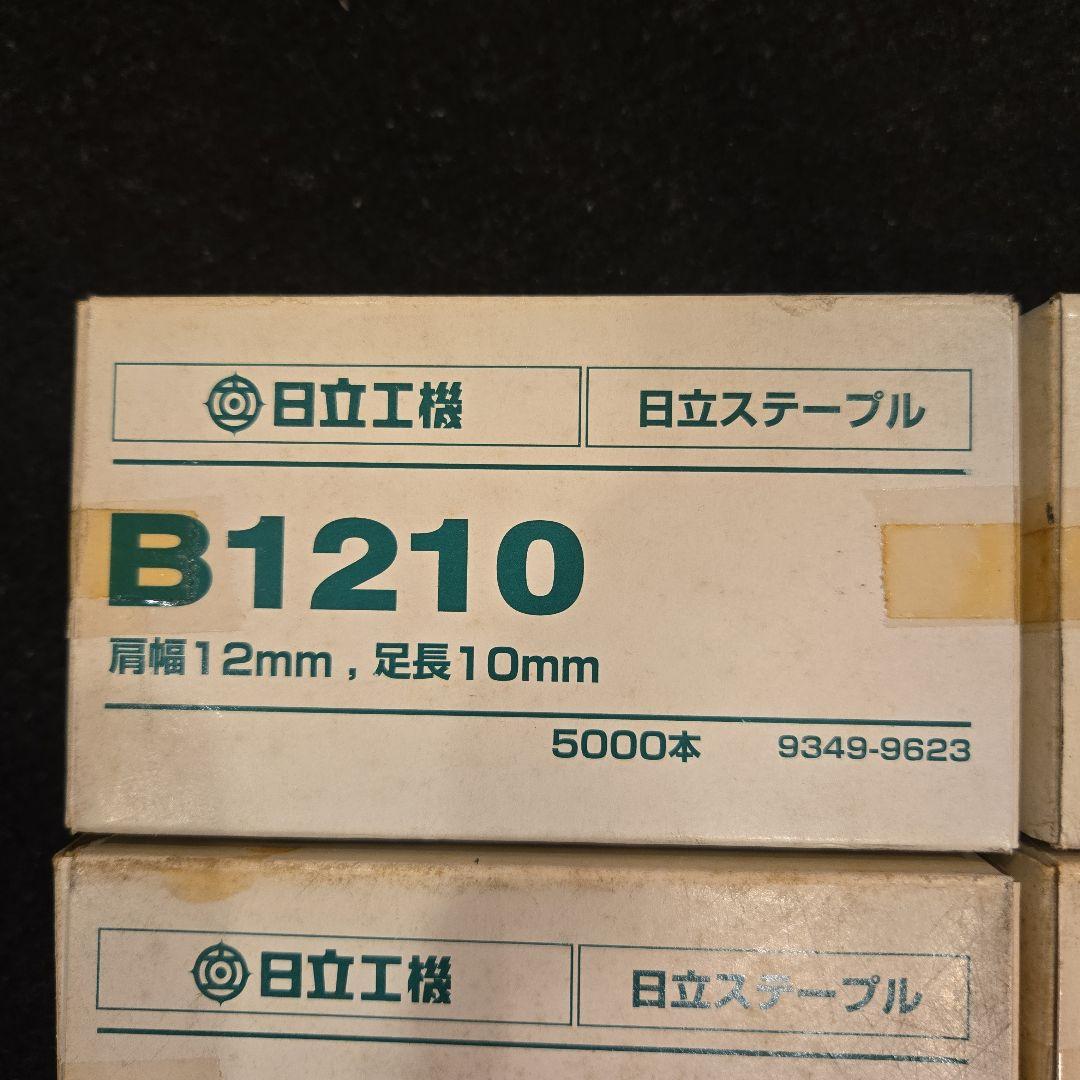 日立工機 日立ステープル
B1210
肩幅12mm , 足長10mm
5000本 9349-9623
日立工機 日立ステープル